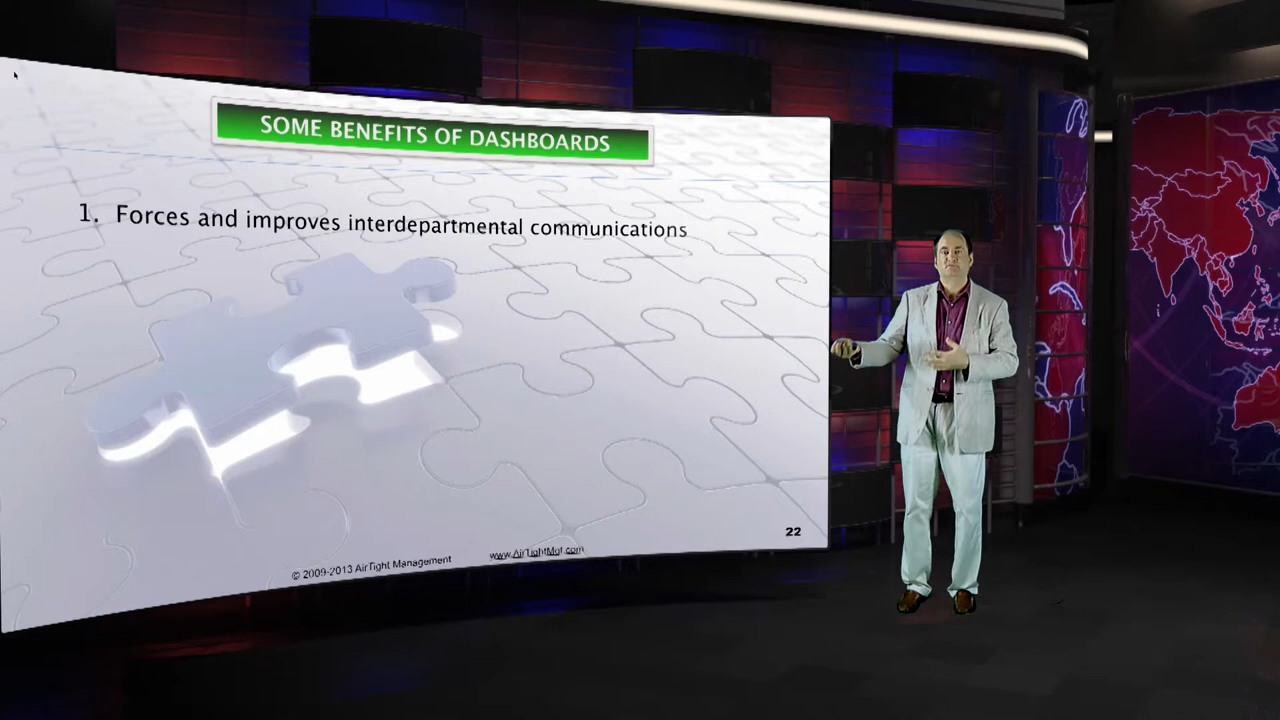 SOME BENEFITS OF DASHBOARDS
1. Forces and improves interdepartmental communications
22
© 2009-2013 AirTight Management
www.AirTightMgt.com